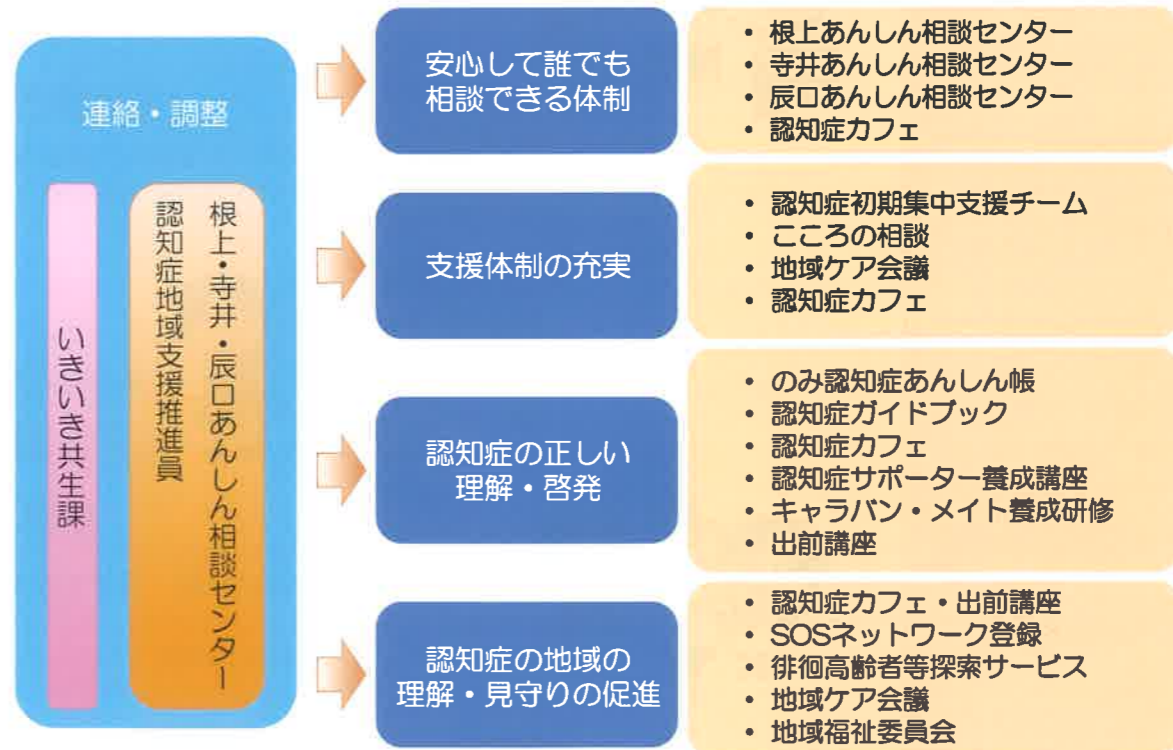 連絡・調整
いきいき共生課
根上・寺井・辰口あんしん相談センター
認知症地域支援推進員
安心して誰でも
相談できる体制
・ 根上あんしん相談センター
・ 寺井あんしん相談センター
・ 辰口あんしん相談センター
・ 認知症カフェ
支援体制の充実
・ 認知症初期集中支援チーム
・ こころの相談
・ 地域ケア会議
・ 認知症カフェ
認知症の正しい
理解・啓発
・ のみ認知症あんしん帳
・ 認知症ガイドブック
・ 認知症カフェ
・ 認知症サポーター養成講座
・ キャラバン・メイト養成研修
・ 出前講座
認知症の地域の
理解・見守りの促進
・ 認知症カフェ・出前講座
・ SOSネットワーク登録
・ 徘徊高齢者等探索サービス
・ 地域ケア会議
・ 地域福祉委員会